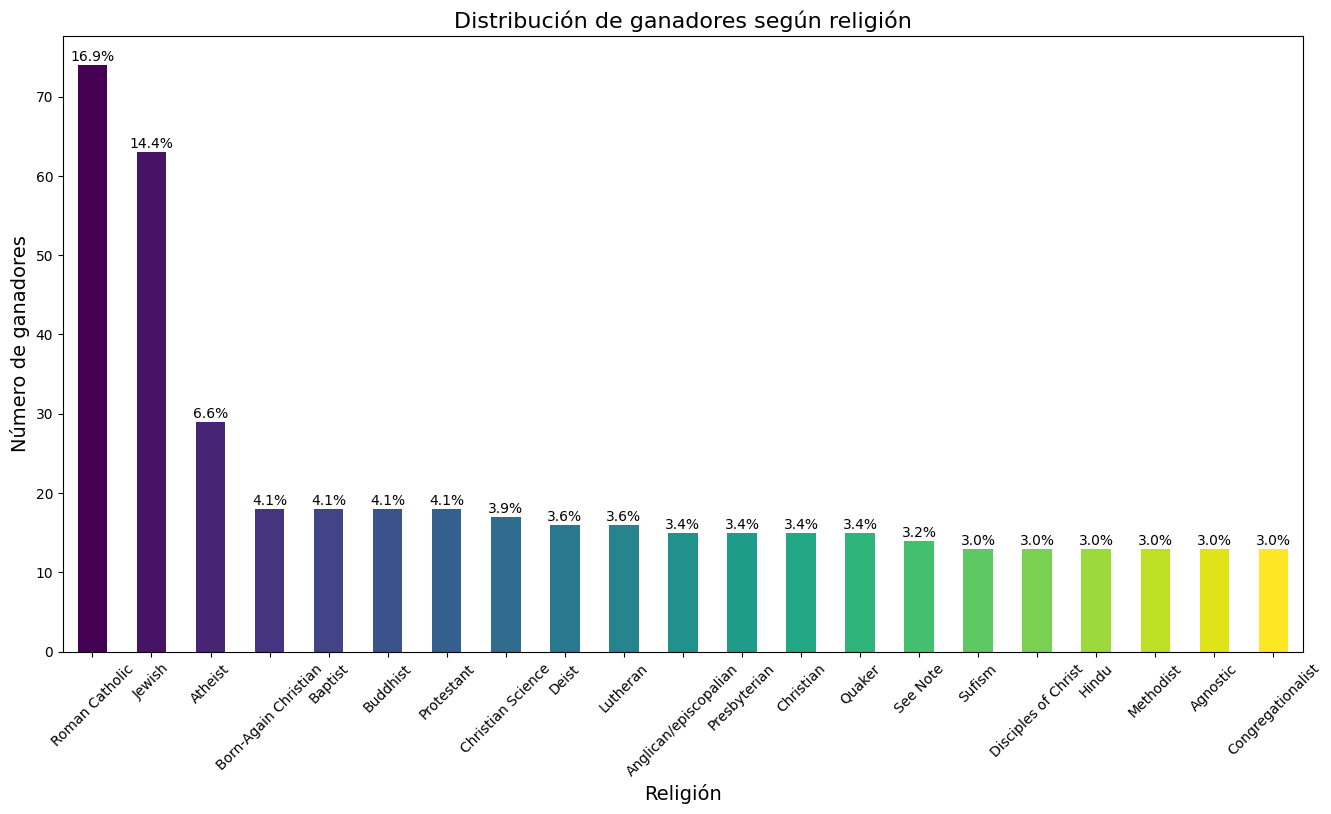 Distribución de ganadores según religión
Número de ganadores
70
60
50
40
30
20
10
0
16.9%
14.4%
6.6%
4.1%
4.1%
4.1%
4.1%
3.9%
3.6%
3.6%
3.4%
3.4%
3.4%
3.4%
3.2%
3.0%
3.0%
3.0%
3.0%
3.0%
3.0%
Roman Catholic
Jewish
Atheist
Born-Again Christian
Baptist
Buddhist
Protestant
Christian Science
Deist
Lutheran
Anglican/episcopalian
Presbyterian
Christian
Quaker
See Note
Sufism
Disciples of Christ
Hindu
Methodist
Agnostic
Congregationalist
Religión